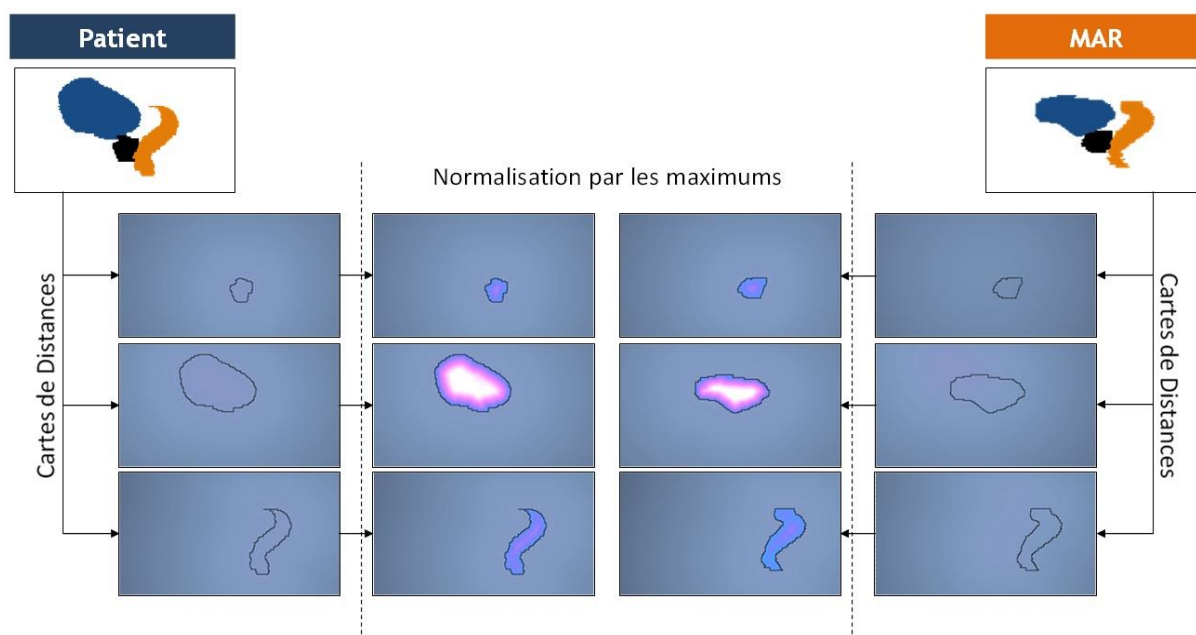 Patient
MAR
Normalisation par les maximums
Cartes de Distances
Cartes de Distances